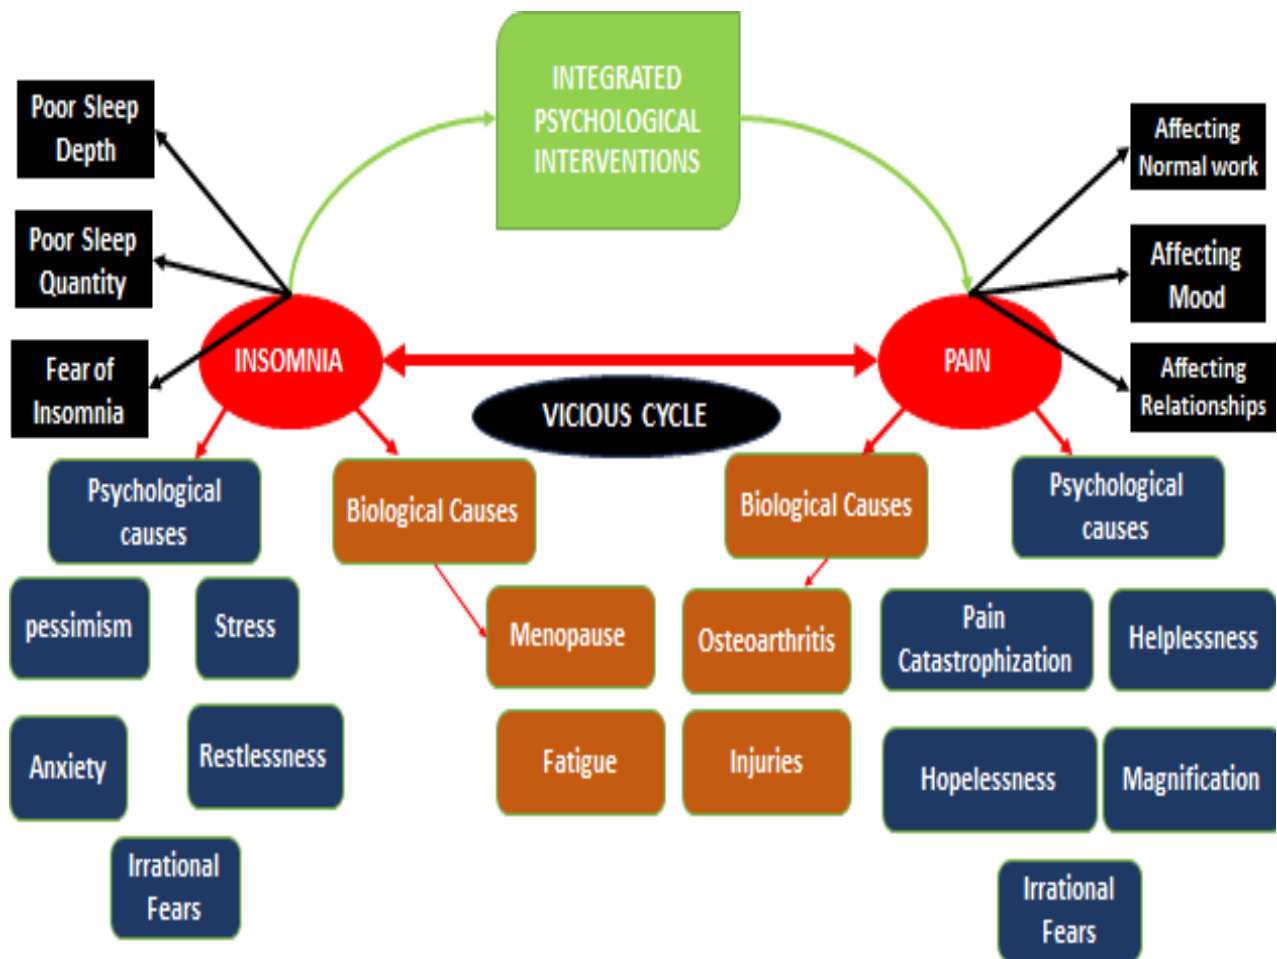 INTEGRATED
PSYCHOLOGICAL
INTERVENTIONS
Poor Sleep
Depth
Poor Sleep
Quantity
Fear of
Insomnia
Affecting
Normal work
Affecting
Mood
Affecting
Relationships
INSOMNIA
PAIN
VICIOUS CYCLE
Psychological
causes
Biological Causes
Biological Causes
Psychological
causes
pessimism
Stress
Menopause
Osteoarthritis
Pain
Catastrophization
Helplessness
Anxiety
Restlessness
Fatigue
Injuries
Hopelessness
Magnification
Irrational
Fears
Irrational
Fears